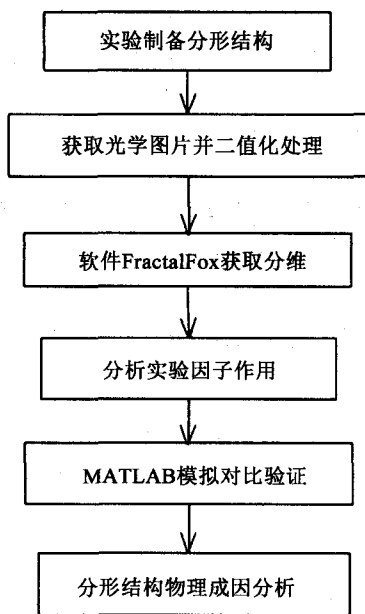 实验制备分形结构
获取光学图片并二值化处理
软件FractalFox获取分维
分析实验因子作用
MATLAB模拟对比验证
分形结构物理成因分析